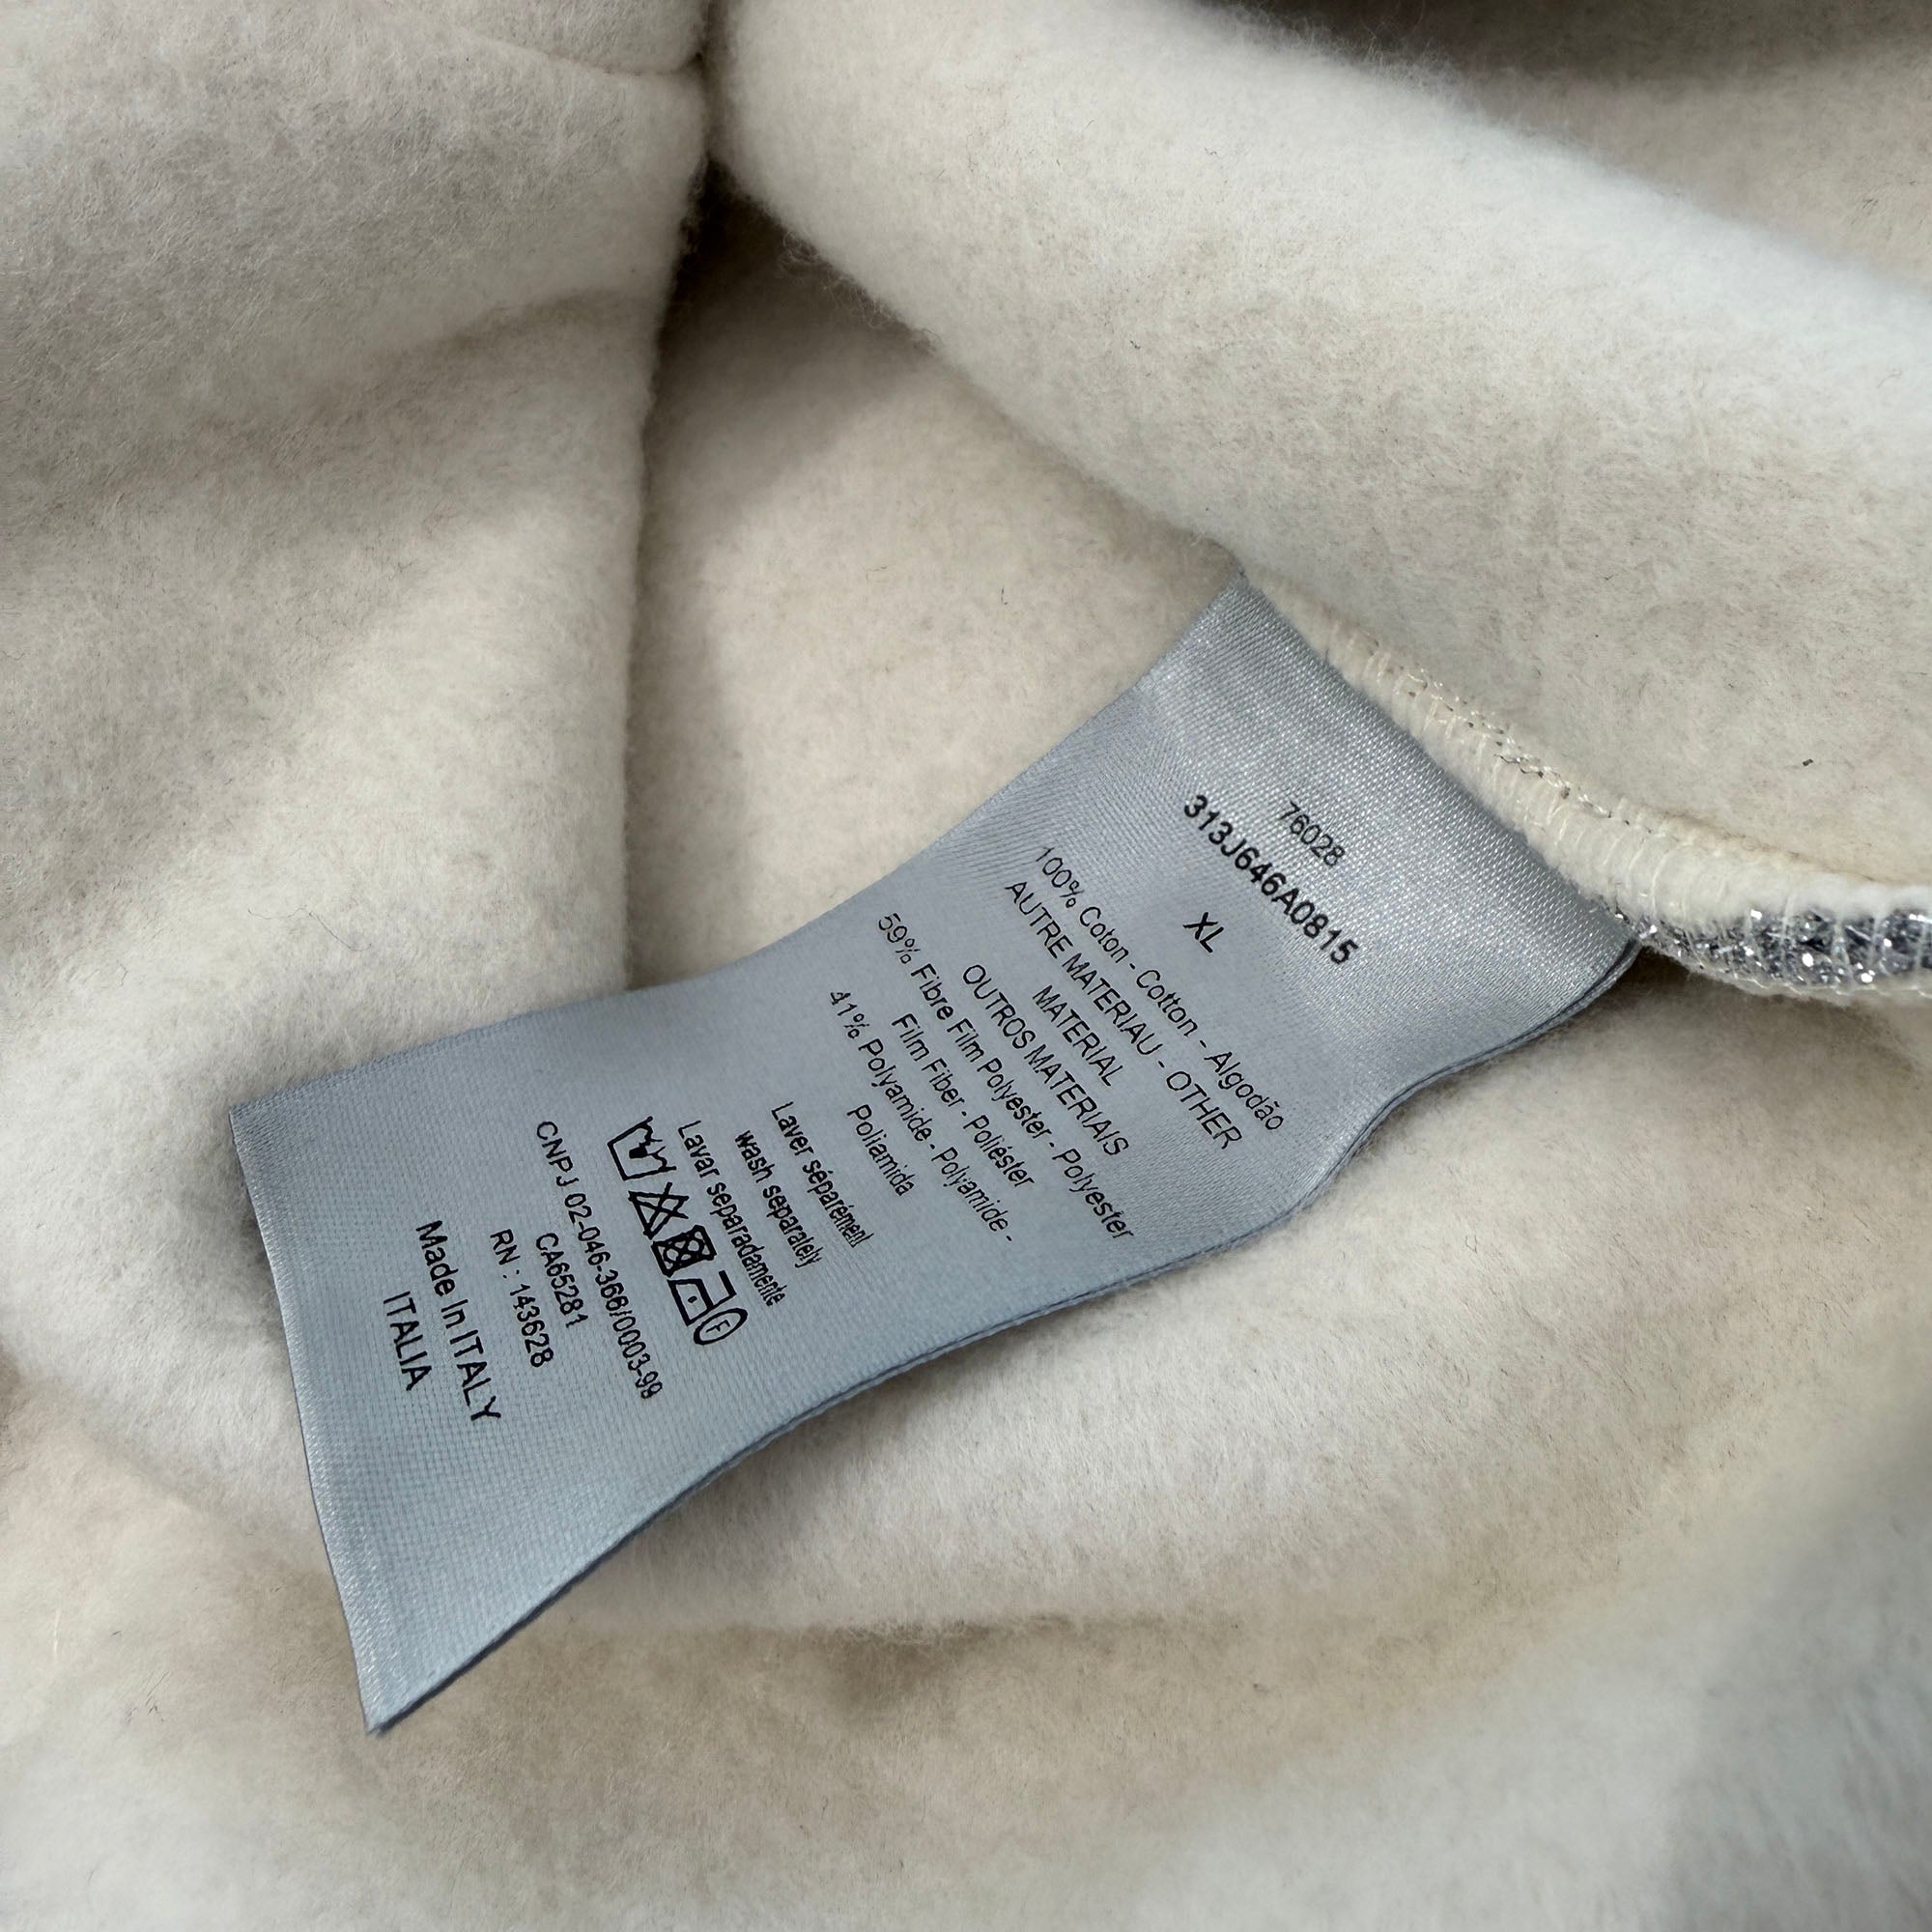 76028
313J646A0815
XL
100% Coton - Cotton - Algodão
AUTRE MATERIAU - OTHER
MATERIAL
OUTROS MATERIAIS
59% Fibre Film Polyester - Polyester
Film Fiber - Poliéster
41% Polyamide - Polyamide -
Poliamida
Laver séparément
wash separately
Lavar separadamente
F
CNPJ 02-046-366/0003-99
CA65281
RN : 143628
Made In ITALY
ITALIA